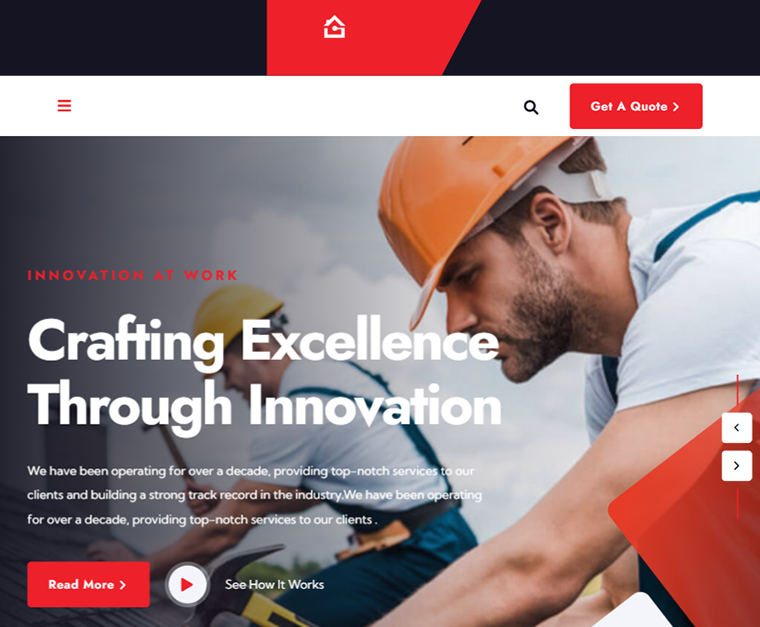 Get A Quote
INNOVATION AT WORK
Crafting Excellence
Through Innovation
We have been operating for over a decade, providing top-notch services to our
clients and building a strong track record in the industry,We have been operating
for over a decade, providing top-notch services to our clients .
Read More
See How It Works